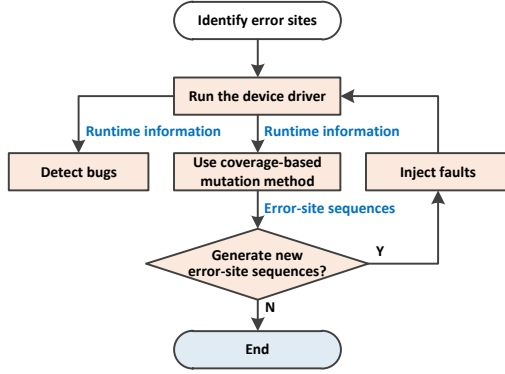 Identify error sites
Run the device driver
Runtime information
Runtime information
Detect bugs
Use coverage-based
mutation method
Inject faults
Error-site sequences
Generate new
error-site sequences?
Y
N
End